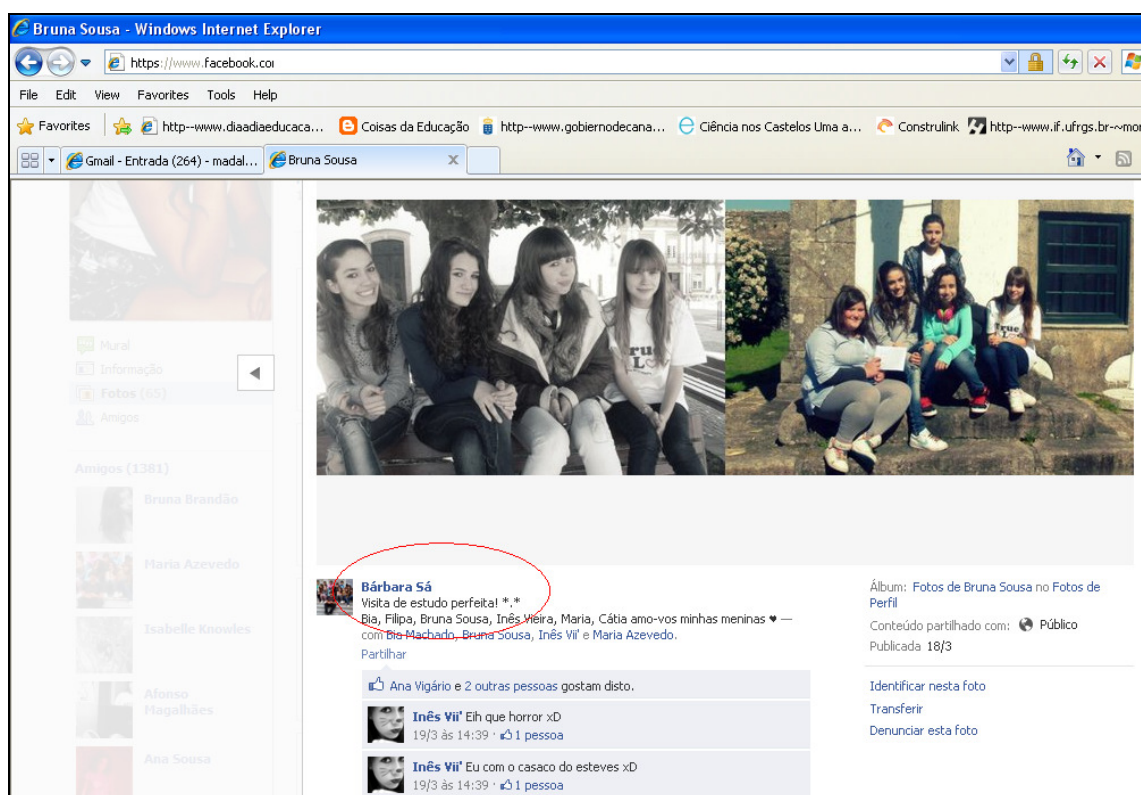 Bruna Sousa - Windows Internet Explorer
https://www.facebook.coı
File Edit View Favorites Tools Help
Favorites http--www.diaadiaeducaca... Coisas da Educação http--www.gobiernodecana... Ciência nos Castelos Uma a... Construlink http--www.if.ufrgs.br-~mor
Gmail - Entrada (264) - madal... Bruna Sousa X
Mural
Informação
Fotos (65)
Amigos
Amigos (1381)
Bruna Brandão
Maria Azevedo
Isabelle Knowles
Afonso
Magalhães
Ana Sousa
True
Lo
Bárbara Sá
Visita de estudo perfeita! *.*
Bia, Filipa, Bruna Sousa, Inês Vieira, Maria, Cátia amo-vos minhas meninas ♥ —
com Bia Machado, Bruna Sousa, Inês Vii' e Maria Azevedo.
Partilhar
Ana Vigário e 2 outras pessoas gostam disto.
Inês Vii' Eih que horror xD
19/3 às 14:39 · 1 pessoa
Inês Vii' Eu com o casaco do esteves xD
19/3 às 14:39 · 1 pessoa
Álbum: Fotos de Bruna Sousa no Fotos de
Perfil
Conteúdo partilhado com: Público
Publicada 18/3
Identificar nesta foto
Transferir
Denunciar esta foto